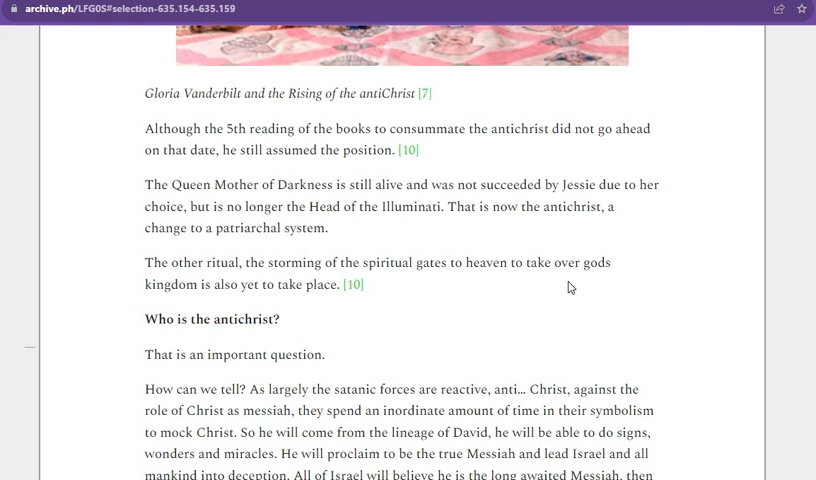 archive.ph/LFG0S#selection-635.154-635.159
Gloria Vanderbilt and the Rising of the antiChrist [7]
Although the 5th reading of the books to consummate the antichrist did not go ahead
on that date, he still assumed the position. [10]
The Queen Mother of Darkness is still alive and was not succeeded by Jessie due to her
choice, but is no longer the Head of the Illuminati. That is now the antichrist, a
change to a patriarchal system.
The other ritual, the storming of the spiritual gates to heaven to take over gods
kingdom is also yet to take place. [10]
Who is the antichrist?
That is an important question.
How can we tell? As largely the satanic forces are reactive, anti... Christ, against the
role of Christ as messiah, they spend an inordinate amount of time in their symbolism
to mock Christ. So he will come from the lineage of David, he will be able to do signs,
wonders and miracles. He will proclaim to be the true Messiah and lead Israel and all
mankind into deception. All of Israel will believe he is the long awaited Messiah, then